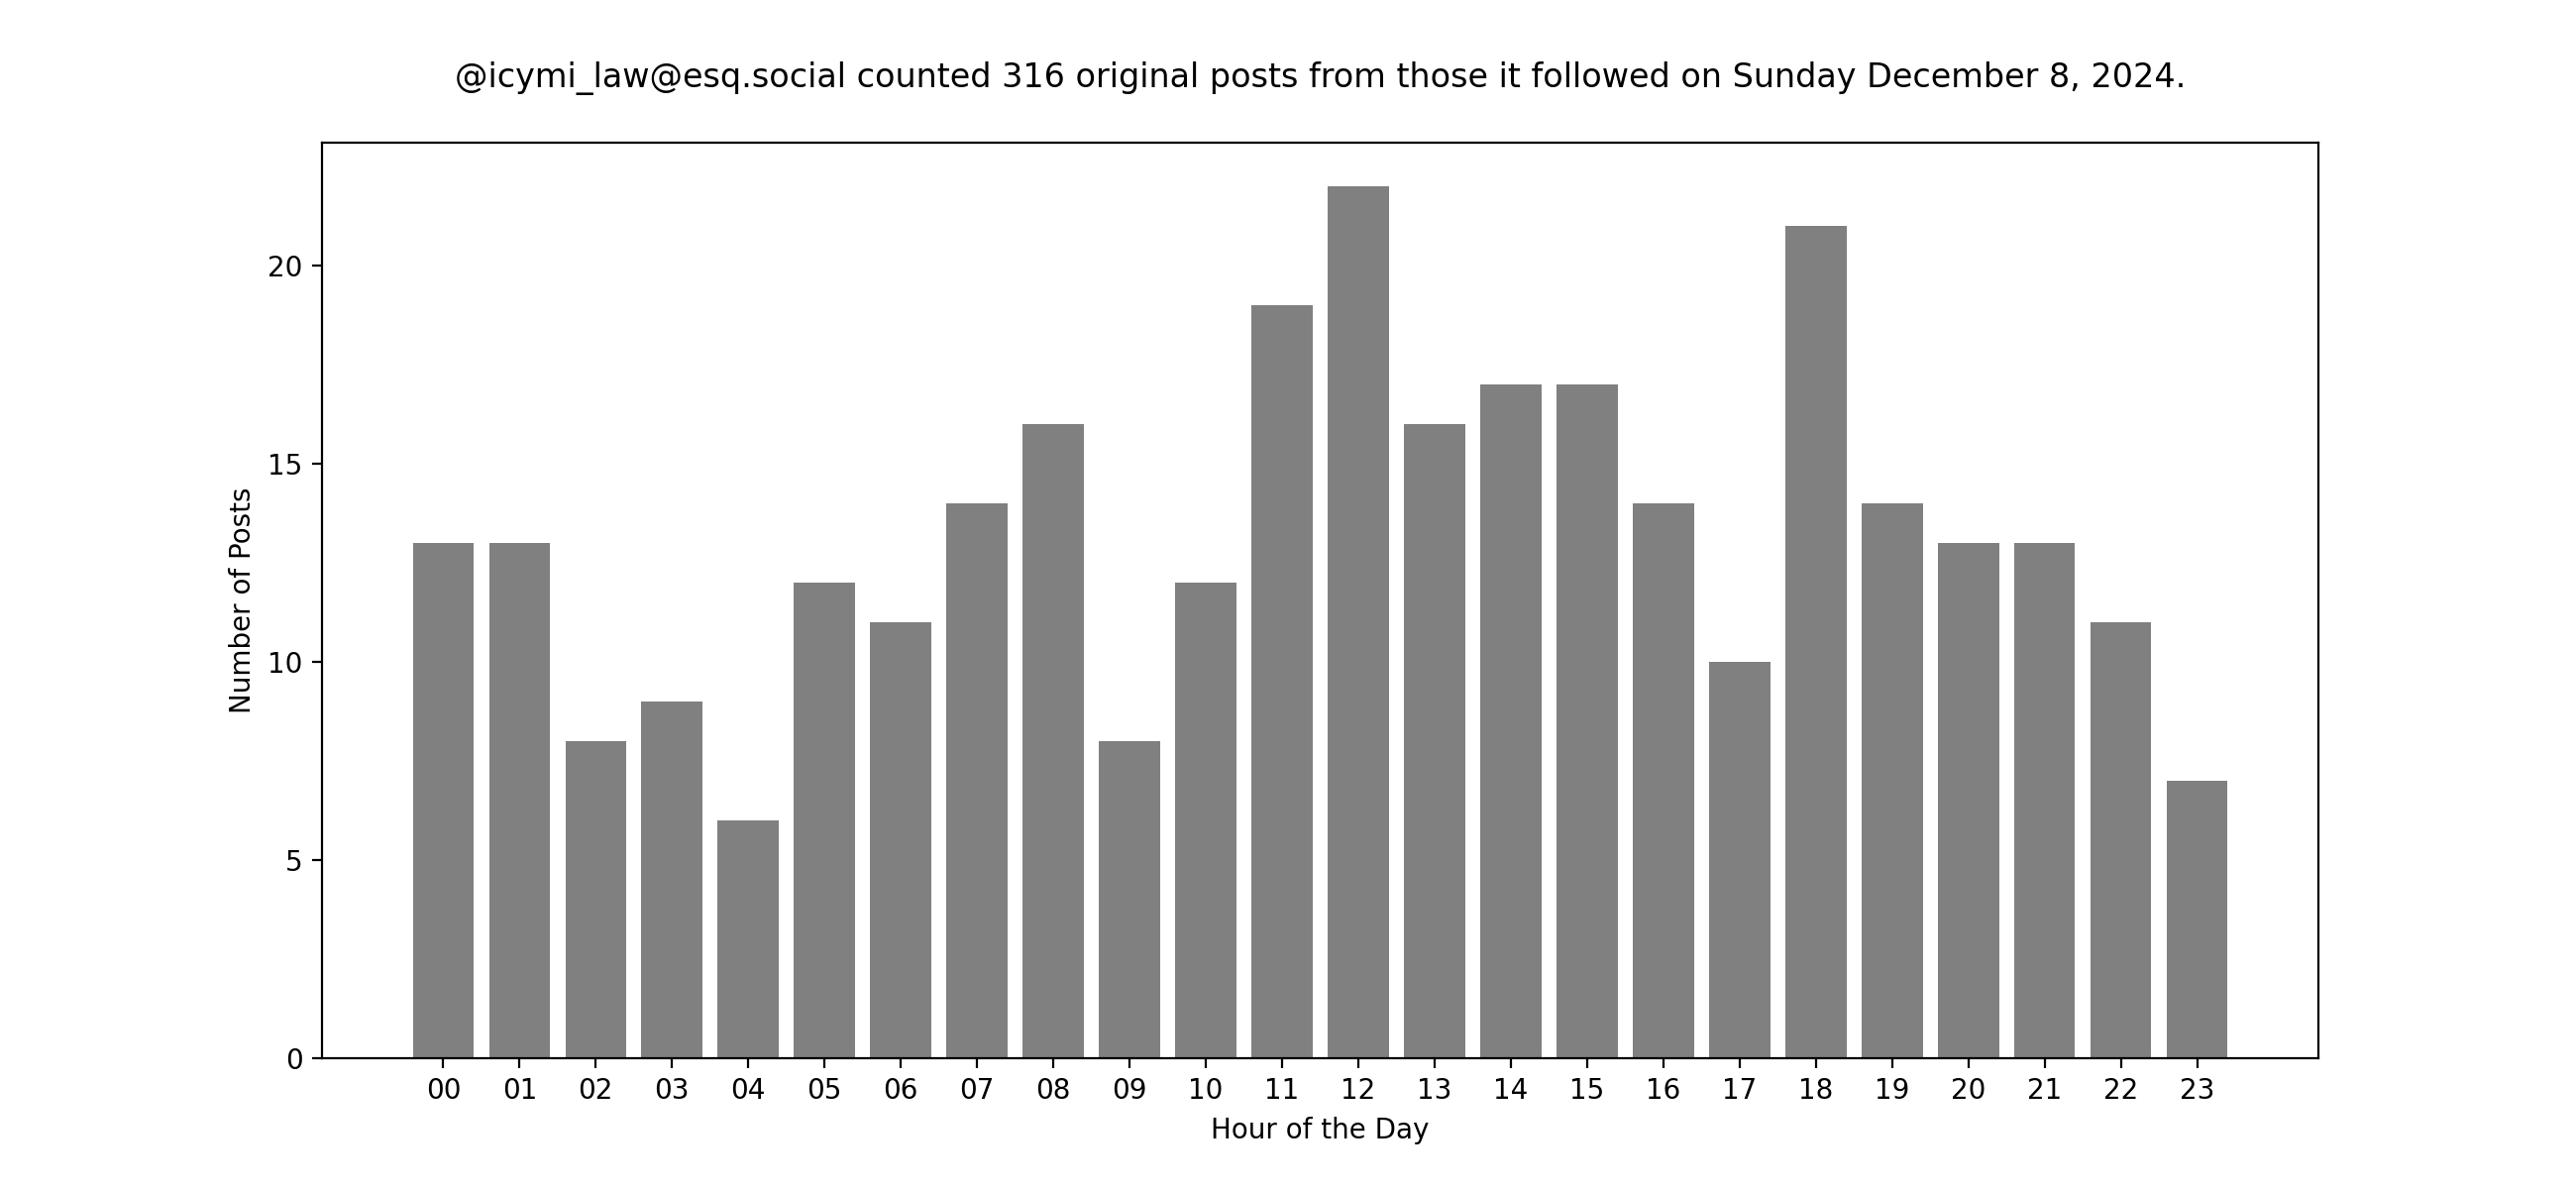 @icymi_law@esq.social counted 316 original posts from those it followed on Sunday December 8, 2024.
Number of Posts
20
15
10
5
0
00 01 02 03 04 05 06 07 08 09 10 11 12 13 14 15 16 17 18 19 20 21 22 23
Hour of the Day